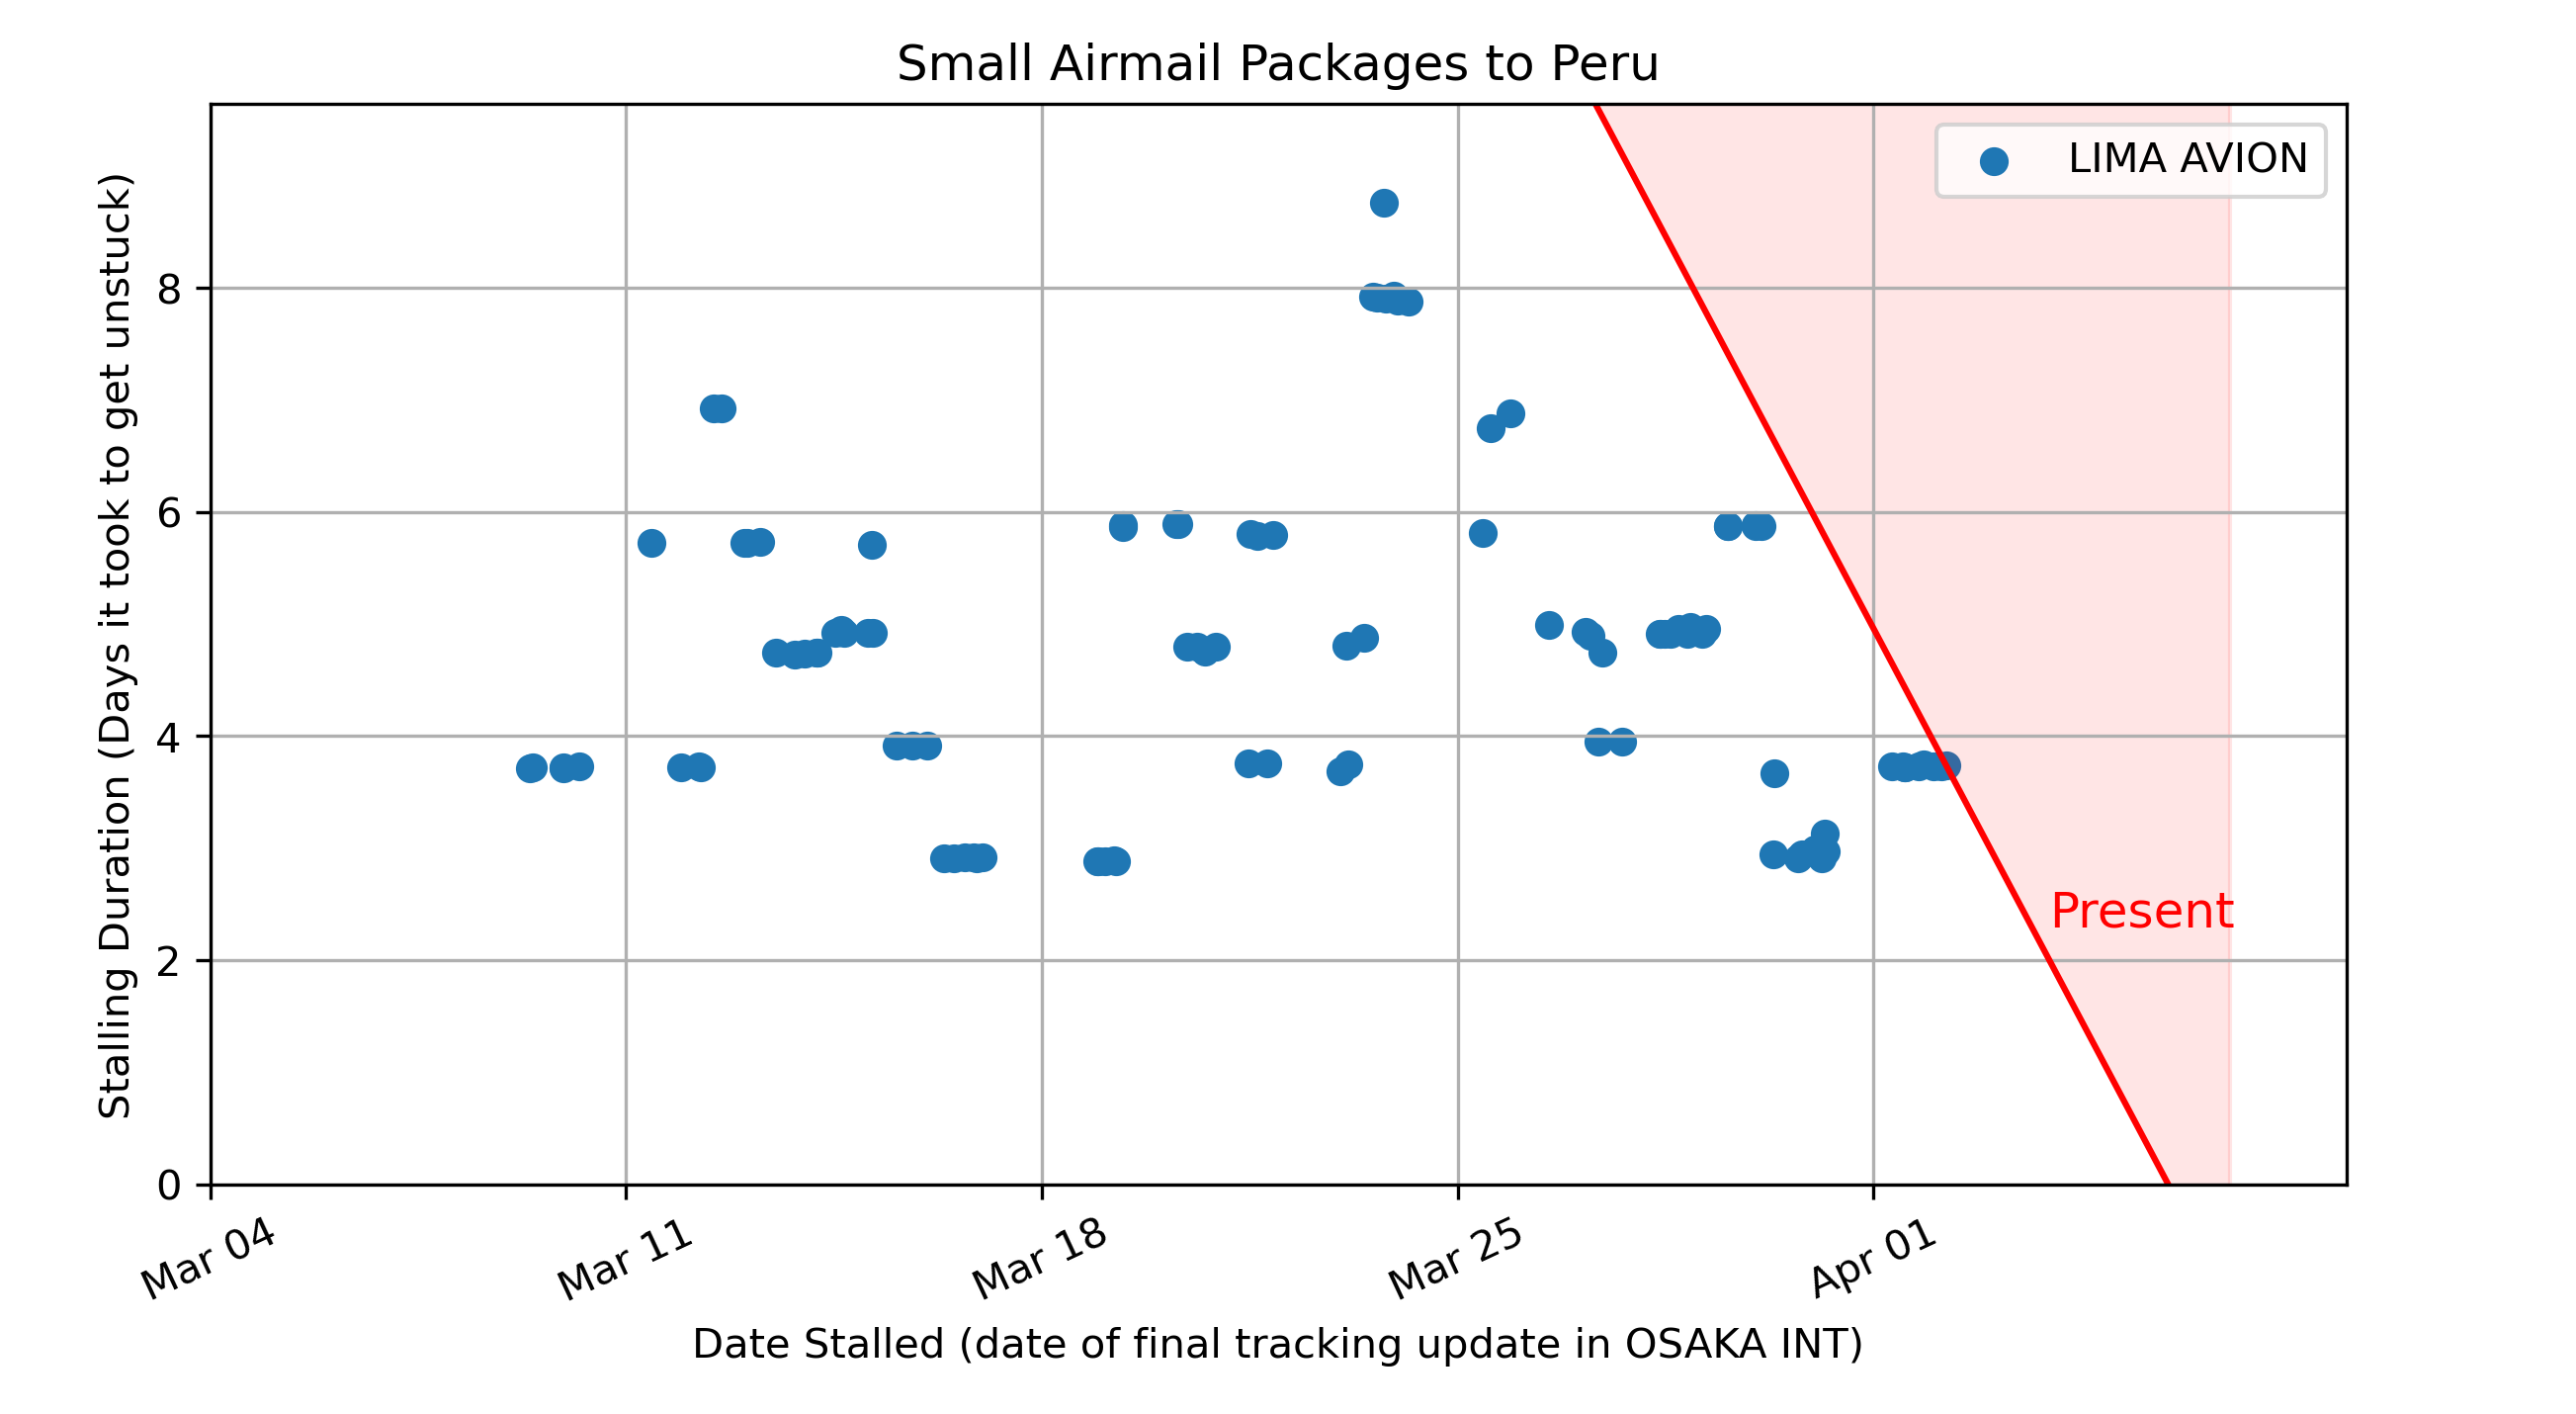 Small Airmail Packages to Peru
LIMA AVION
Stalling Duration (Days it took to get unstuck)
8
6
4
2
0
Present
Mar 04
Mar 11
Mar 18
Mar 25
Apr 01
Date Stalled (date of final tracking update in OSAKA INT)